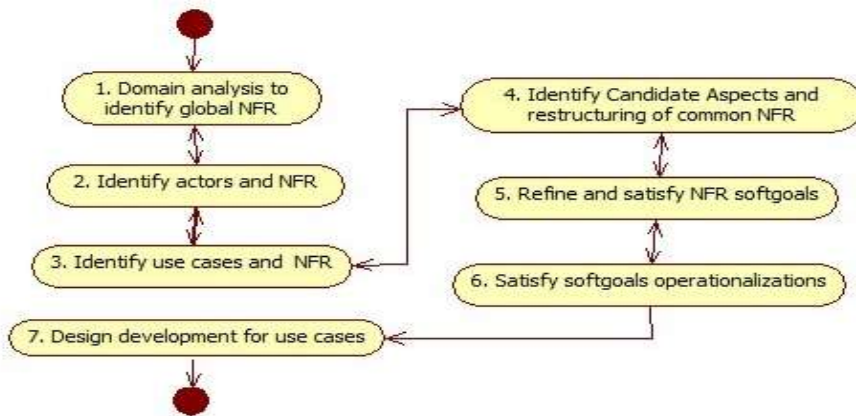 1. Domain analysis to
identify global NFR
2. Identify actors and NFR
3. Identify use cases and NFR
4. Identify Candidate Aspects and
restructuring of common NFR
5. Refine and satisfy NFR softgoals
6. Satisfy softgoals operationalizations
7. Design development for use cases